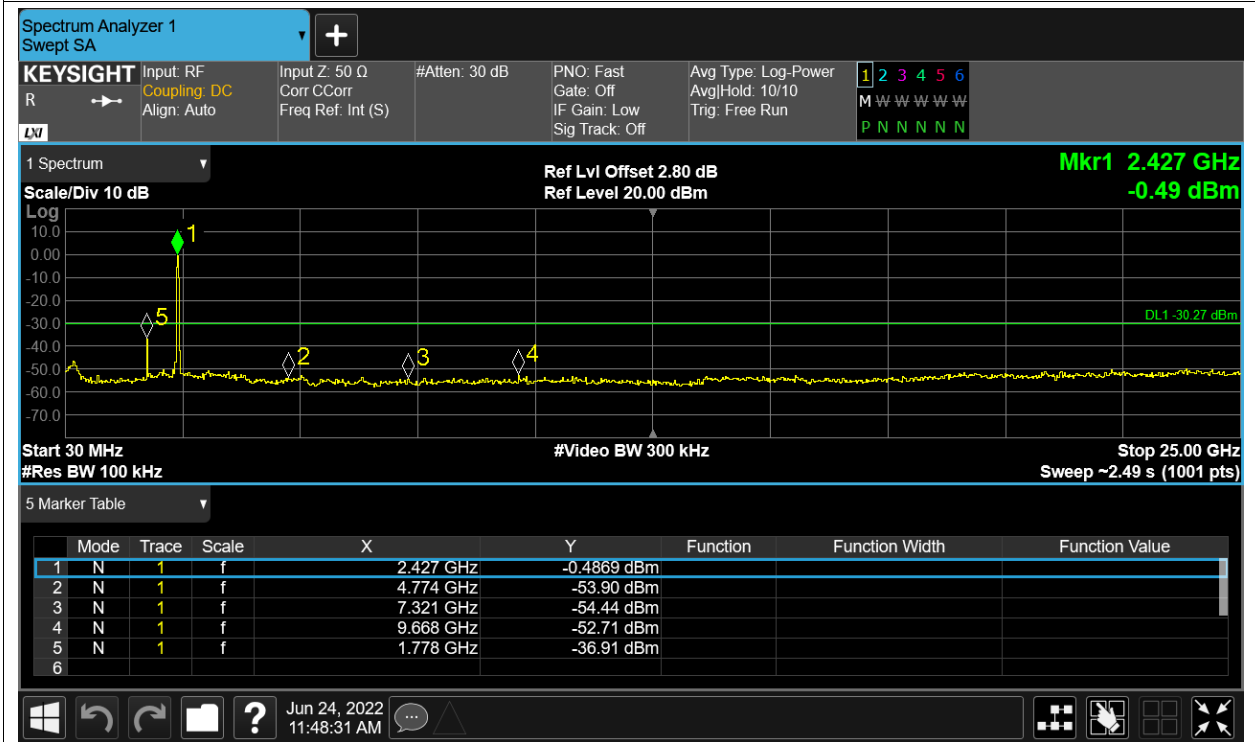 Spectrum Analyzer 1
Swept SA
+
KEYSIGHT Input: RF Input Z: 50 Ω #Atten: 30 dB PNO: Fast Avg Type: Log-Power 1 2 3 4 5 6
R Coupling: DC Corr CCorr Gate: Off Avg|Hold: 10/10 M W W W W W
Align: Auto Freq Ref: Int (S) IF Gain: Low Trig: Free Run
LXI Sig Track: Off P N N N N N
1 Spectrum Ref Lvl Offset 2.80 dB Mkr1 2.427 GHz
Scale/Div 10 dB Ref Level 20.00 dBm -0.49 dBm
Log
10.0 1
0.00
-10.0
-20.0
5 DL1 -30.27 dBm
-30.0
-40.0
2 3 4
-50.0
-60.0
-70.0
Start 30 MHz #Video BW 300 kHz Stop 25.00 GHz
#Res BW 100 kHz Sweep ~2.49 s (1001 pts)
5 Marker Table
Mode Trace Scale X Y Function Function Width Function Value
1 N 1 f 2.427 GHz -0.4869 dBm
2 N 1 f 4.774 GHz -53.90 dBm
3 N 1 f 7.321 GHz -54.44 dBm
4 N 1 f 9.668 GHz -52.71 dBm
5 N 1 f 1.778 GHz -36.91 dBm
6
? Jun 24, 2022
11:48:31 AM